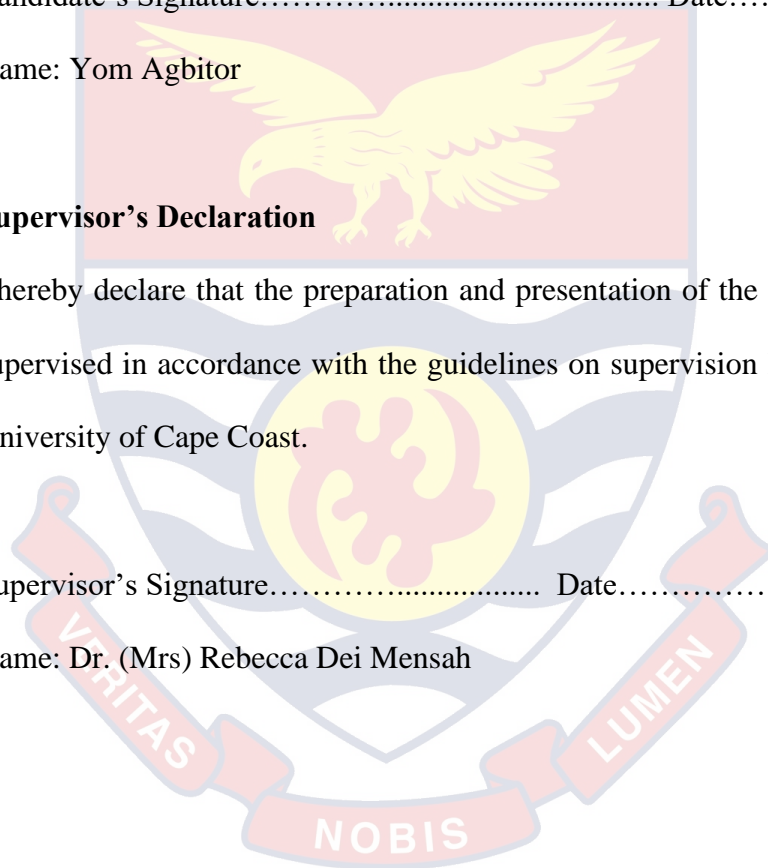 andidate's Signature………….................................. Date….
ame: Yom Agbitor
upervisor's Declaration
hereby declare that the preparation and presentation of the
upervised in accordance with the guidelines on supervision
niversity of Cape Coast.
upervisor's Signature…………................... Date……………
ame: Dr. (Mrs) Rebecca Dei Mensah
VERITAS
NOBIS
LUMEN